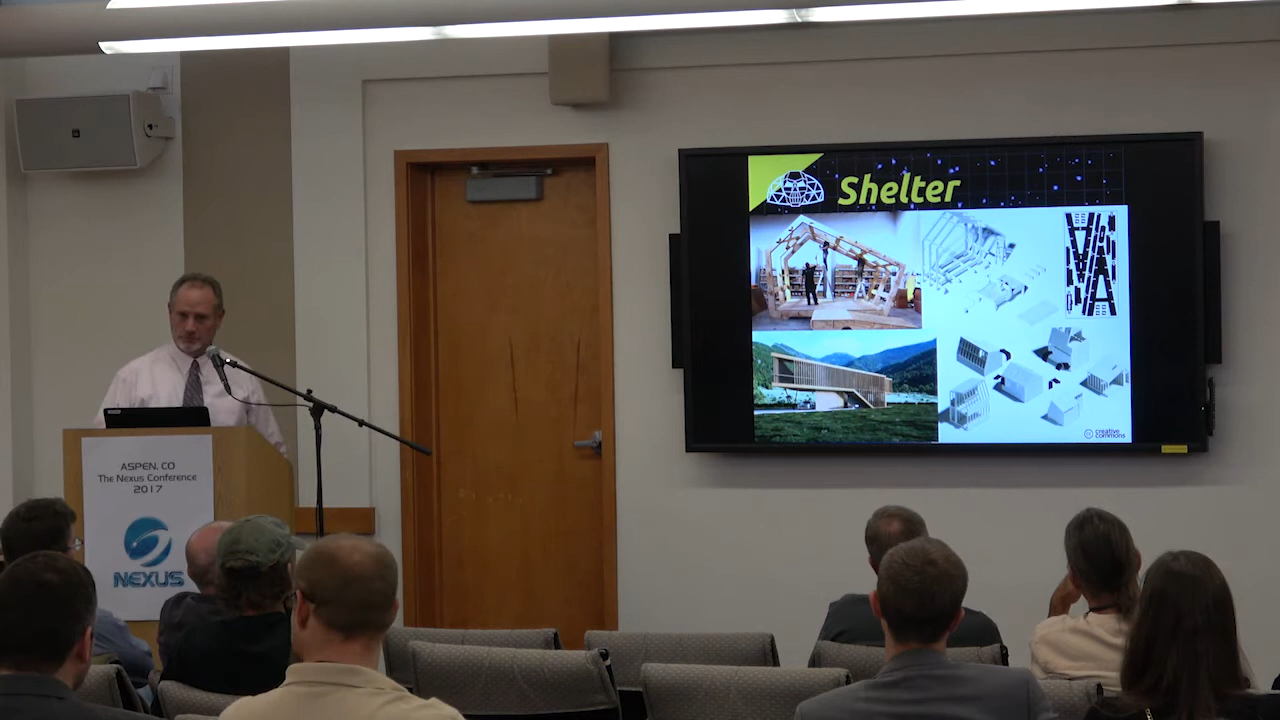 Shelter
creative
commons
ASPEN, CO
The Nexus Conference
2017
NEXUS